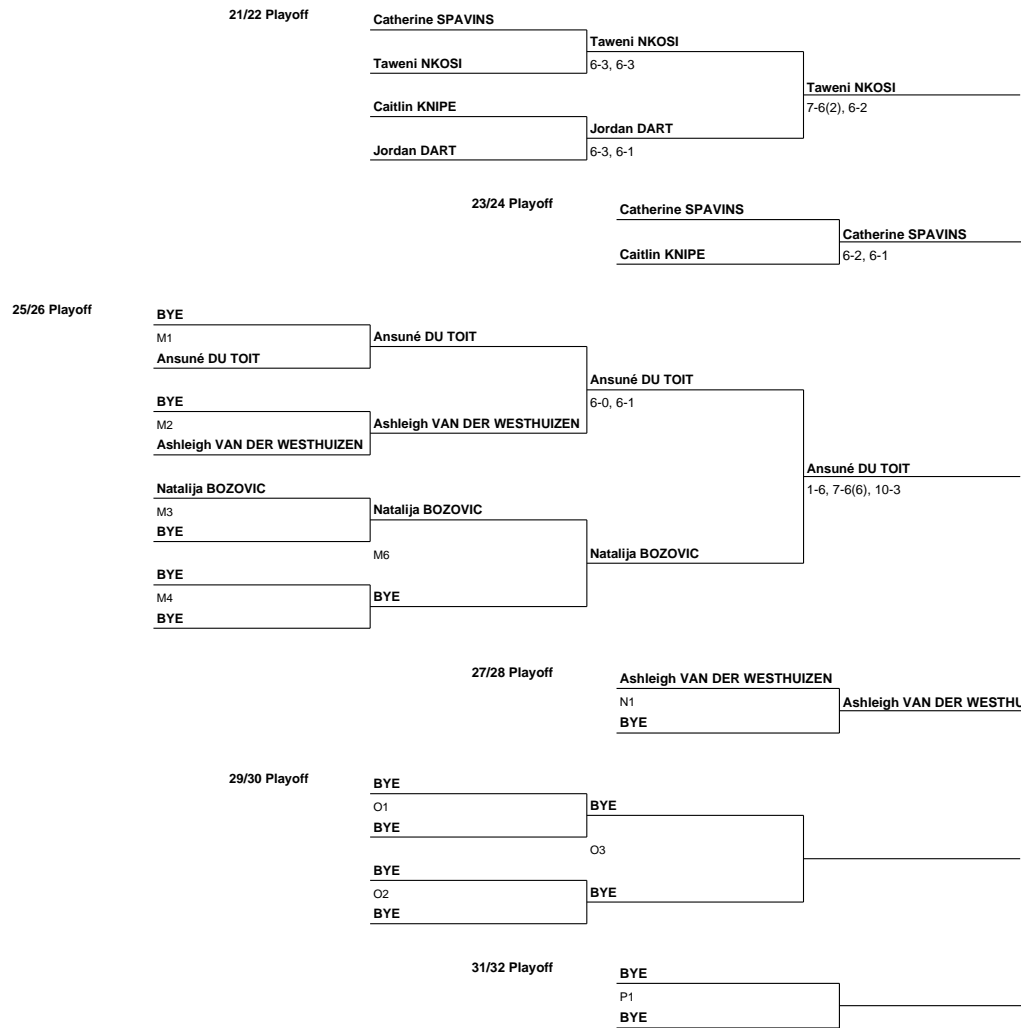 21/22 Playoff
Catherine SPAVINS
Taweni NKOSI
Taweni NKOSI
6-3, 6-3
Taweni NKOSI
7-6(2), 6-2
Caitlin KNIPE
Jordan DART
Jordan DART
6-3, 6-1
23/24 Playoff
Catherine SPAVINS
Catherine SPAVINS
Caitlin KNIPE
6-2, 6-1
25/26 Playoff
BYE
M1
Ansuné DU TOIT
Ansuné DU TOIT
Ansuné DU TOIT
6-0, 6-1
BYE
M2
Ashleigh VAN DER WESTHUIZEN
Ashleigh VAN DER WESTHUIZEN
Ansuné DU TOIT
1-6, 7-6(6), 10-3
Natalija BOZOVIC
M3
Natalija BOZOVIC
BYE
M6
Natalija BOZOVIC
BYE
M4
BYE
BYE
27/28 Playoff
Ashleigh VAN DER WESTHUIZEN
N1
Ashleigh VAN DER WESTHU
BYE
29/30 Playoff
BYE
O1
BYE
BYE
O3
BYE
O2
BYE
BYE
31/32 Playoff
BYE
P1
BYE